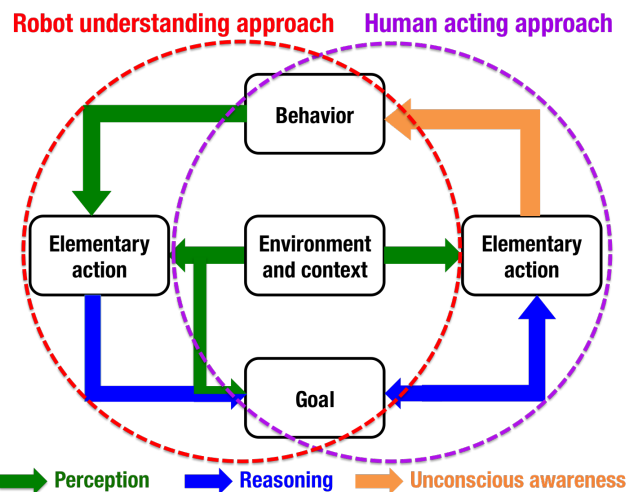 Robot understanding approach
Human acting approach
Behavior
Elementary
action
Environment
and context
Elementary
action
Goal
Perception
Reasoning
Unconscious awareness